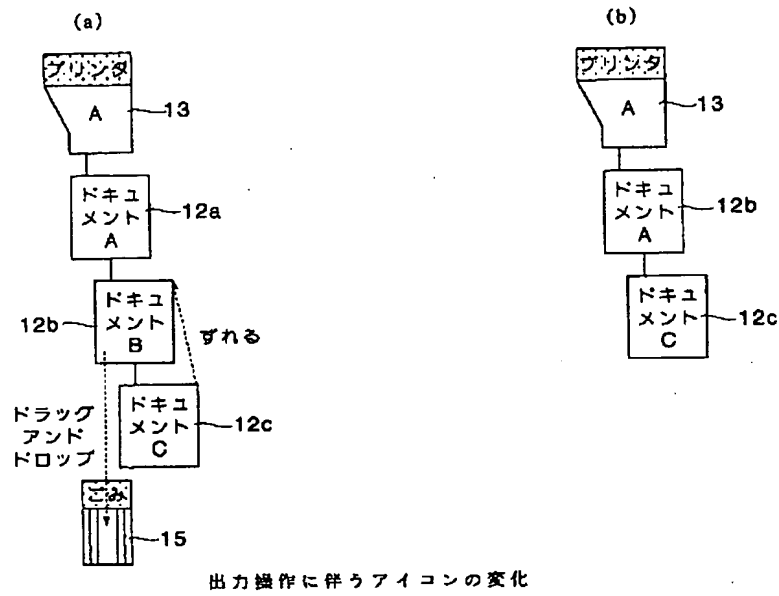 (a)
プリンタ
A
13
ドキュ
メント
A
12a
ドキュ
メント
B
12b
ずれる
ドキュ
メント
C
12c
ドラッグ
アンド
ドロップ
ごみ
15
(b)
プリンタ
A
13
ドキュ
メント
A
12b
ドキュ
メント
C
12c
出力操作に伴うアイコンの変化